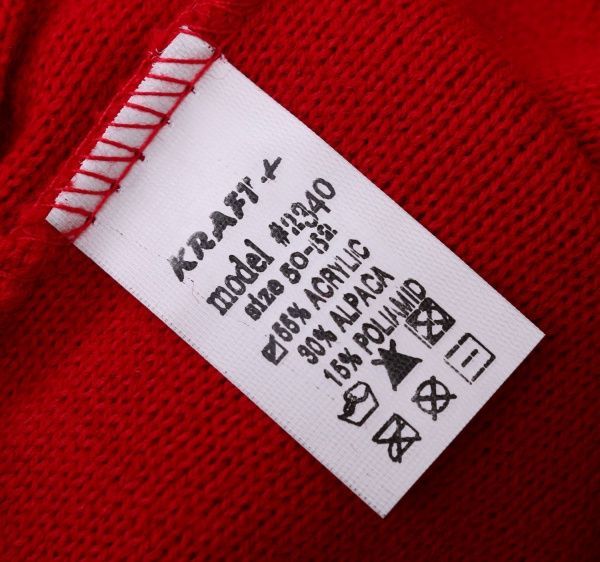 KRAFT+
model #2340
size 50-52
55% ACRYLIC
30% ALPACA
15% POLIAMID